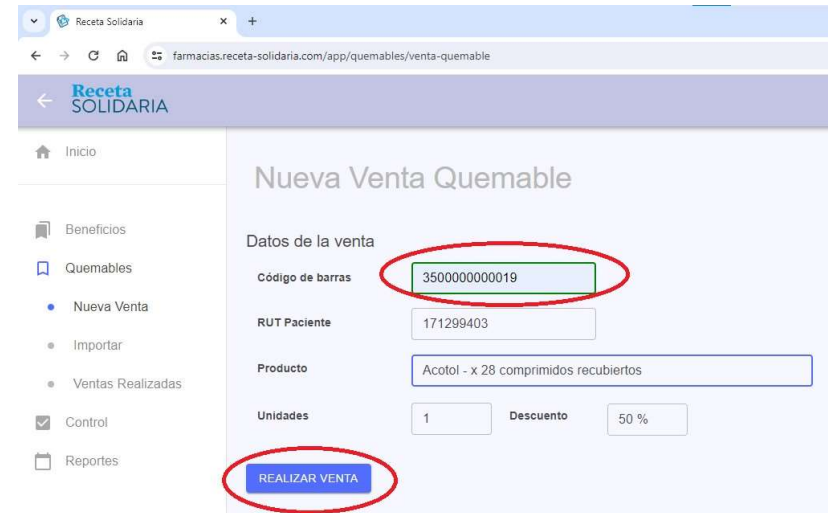 Receta Solidaria
farmacias.receta-solidaria.com/app/quemables/venta-quemable
Receta
SOLIDARIA
Inicio
Beneficios
Quemables
Nueva Venta
Importar
Ventas Realizadas
Control
Reportes
Nueva Venta Quemable
Datos de la venta
Código de barras 3500000000019
RUT Paciente 171299403
Producto Acotol - x 28 comprimidos recubiertos
Unidades 1 Descuento 50 %
REALIZAR VENTA